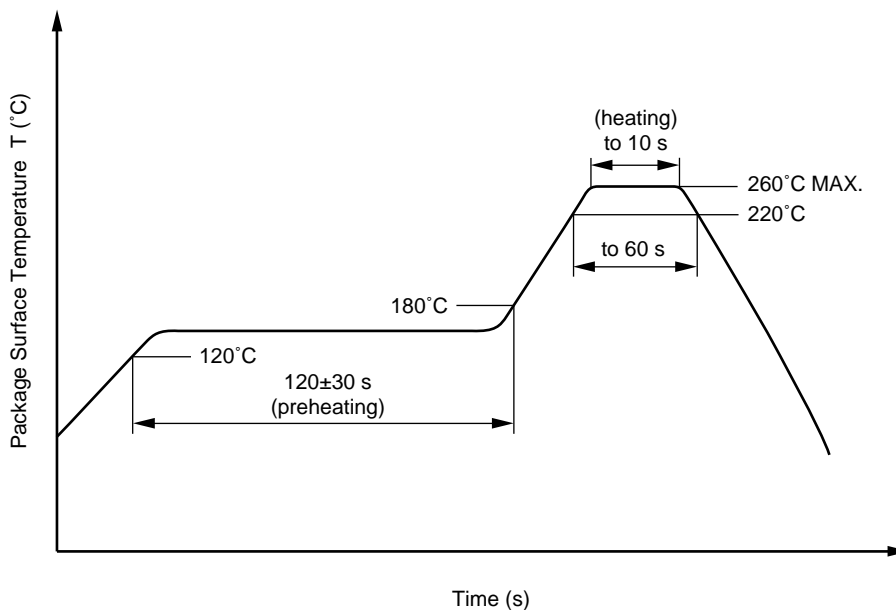 Package Surface Temperature T (˚C)
(heating)
to 10 s
260˚C MAX.
220˚C
to 60 s
180˚C
120˚C
120±30 s
(preheating)
Time (s)